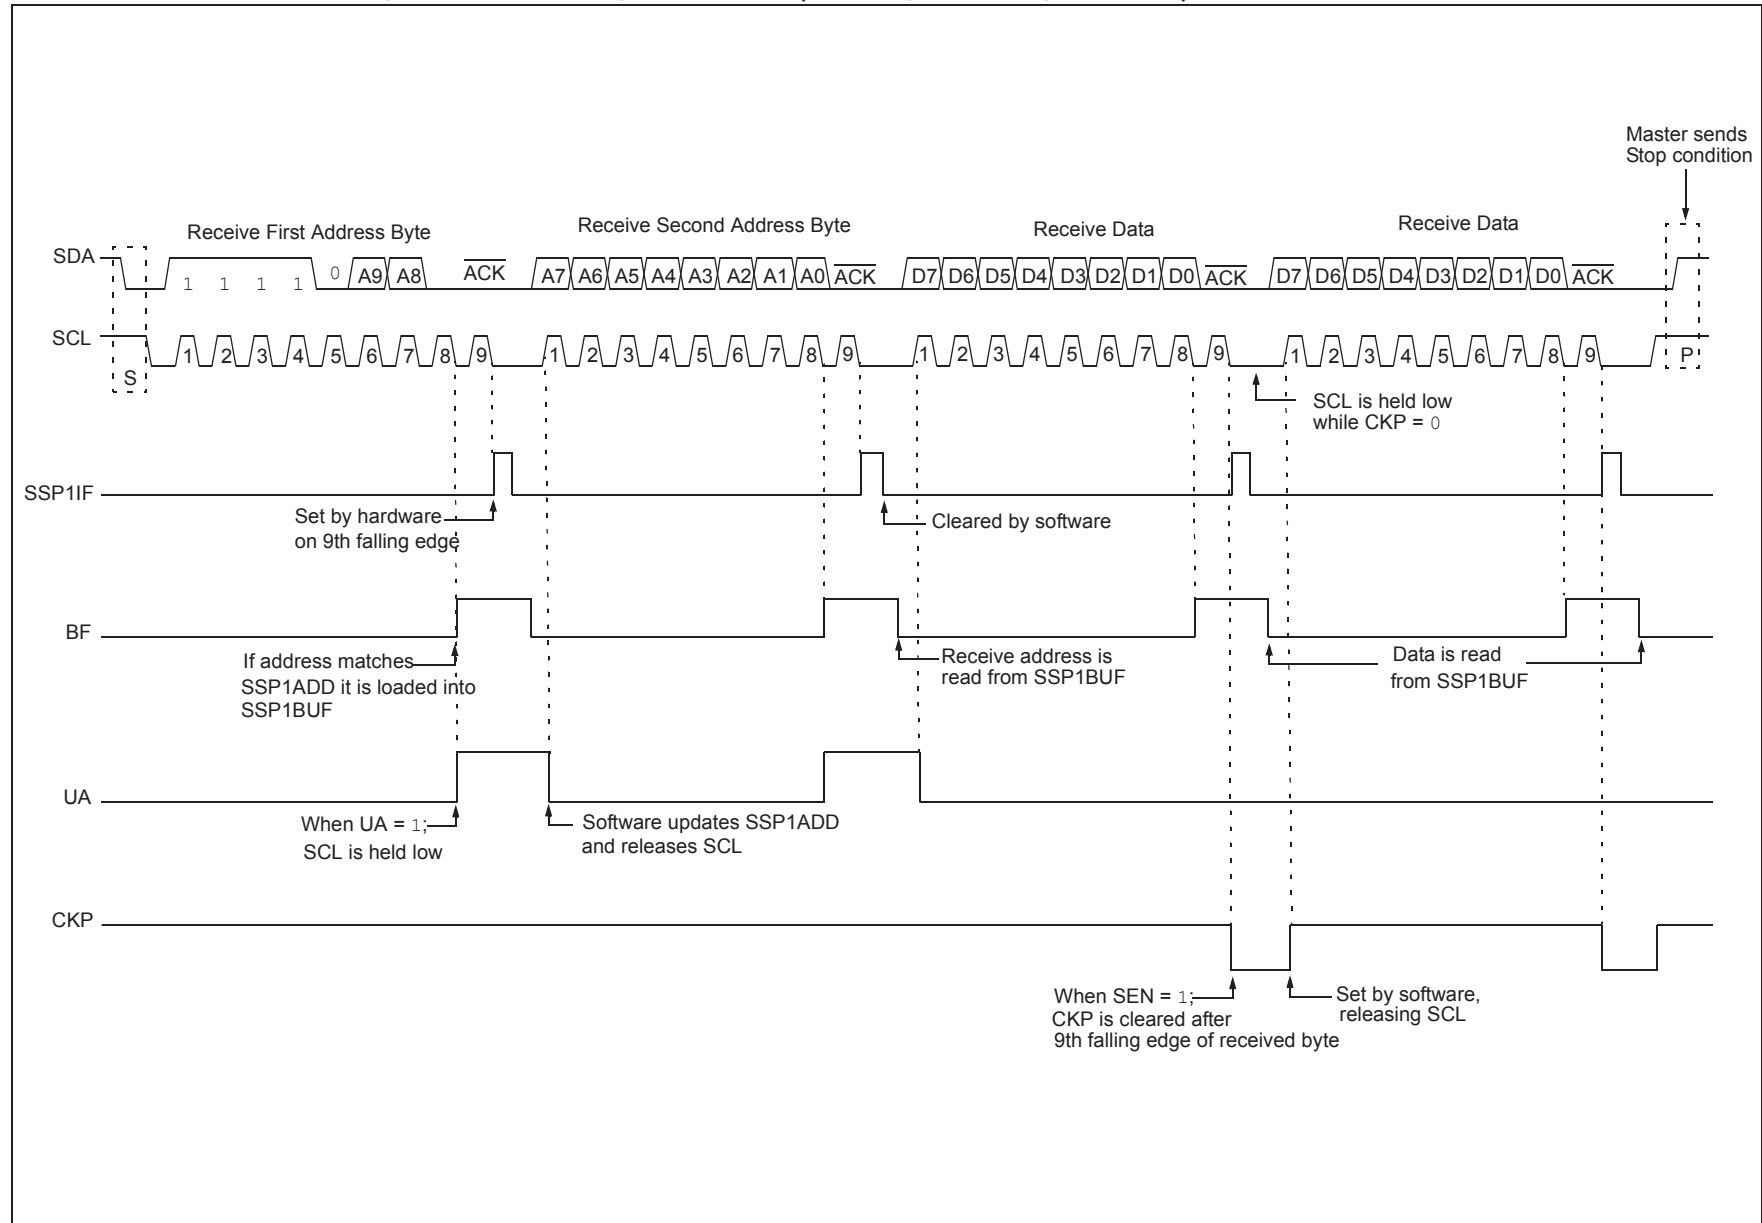 Master sends
Stop condition
Receive First Address Byte
Receive Second Address Byte
Receive Data
Receive Data
SDA
1 1 1 1 0 A9 A8 ACK A7 A6 A5 A4 A3 A2 A1 A0 ACK D7 D6 D5 D4 D3 D2 D1 D0 ACK D7 D6 D5 D4 D3 D2 D1 D0 ACK
SCL
S 1 2 3 4 5 6 7 8 9 1 2 3 4 5 6 7 8 9 1 2 3 4 5 6 7 8 9 1 2 3 4 5 6 7 8 9 P
SCL is held low
while CKP = 0
SSP1IF
Set by hardware
on 9th falling edge
Cleared by software
BF
If address matches
SSP1ADD it is loaded into
SSP1BUF
Receive address is
read from SSP1BUF
Data is read
from SSP1BUF
UA
When UA = 1;
SCL is held low
Software updates SSP1ADD
and releases SCL
CKP
When SEN = 1;
CKP is cleared after
9th falling edge of received byte
Set by software,
releasing SCL